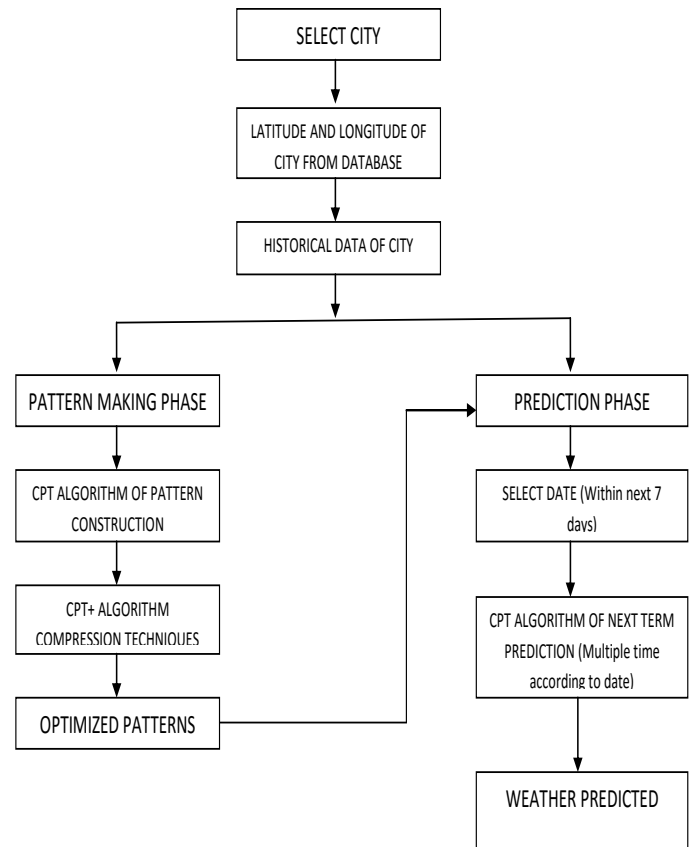 SELECT CITY
LATITUDE AND LONGITUDE OF
CITY FROM DATABASE
HISTORICAL DATA OF CITY
PATTERN MAKING PHASE
CPT ALGORITHM OF PATTERN
CONSTRUCTION
CPT+ ALGORITHM
COMPRESSION TECHNIQUES
OPTIMIZED PATTERNS
PREDICTION PHASE
SELECT DATE (Within next 7
days)
CPT ALGORITHM OF NEXT TERM
PREDICTION (Multiple time
according to date)
WEATHER PREDICTED